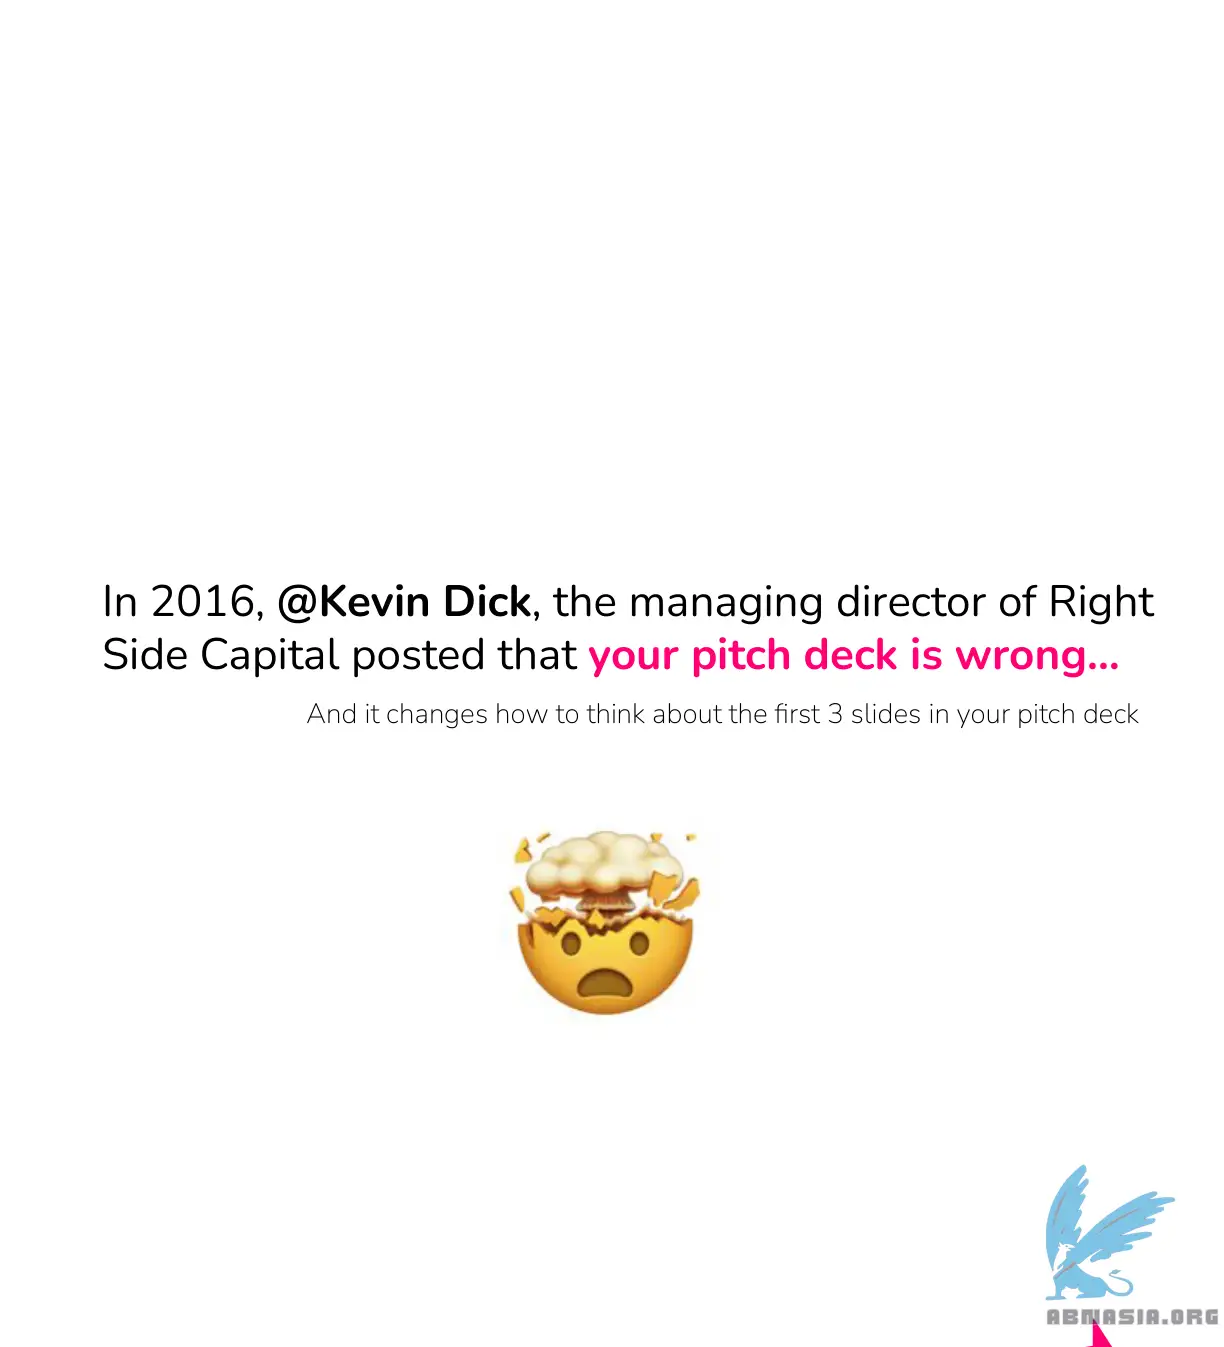 In 2016, @Kevin Dick, the managing director of Right
Side Capital posted that your pitch deck is wrong...
And it changes how to think about the first 3 slides in your pitch deck
ABMASIA.ORG